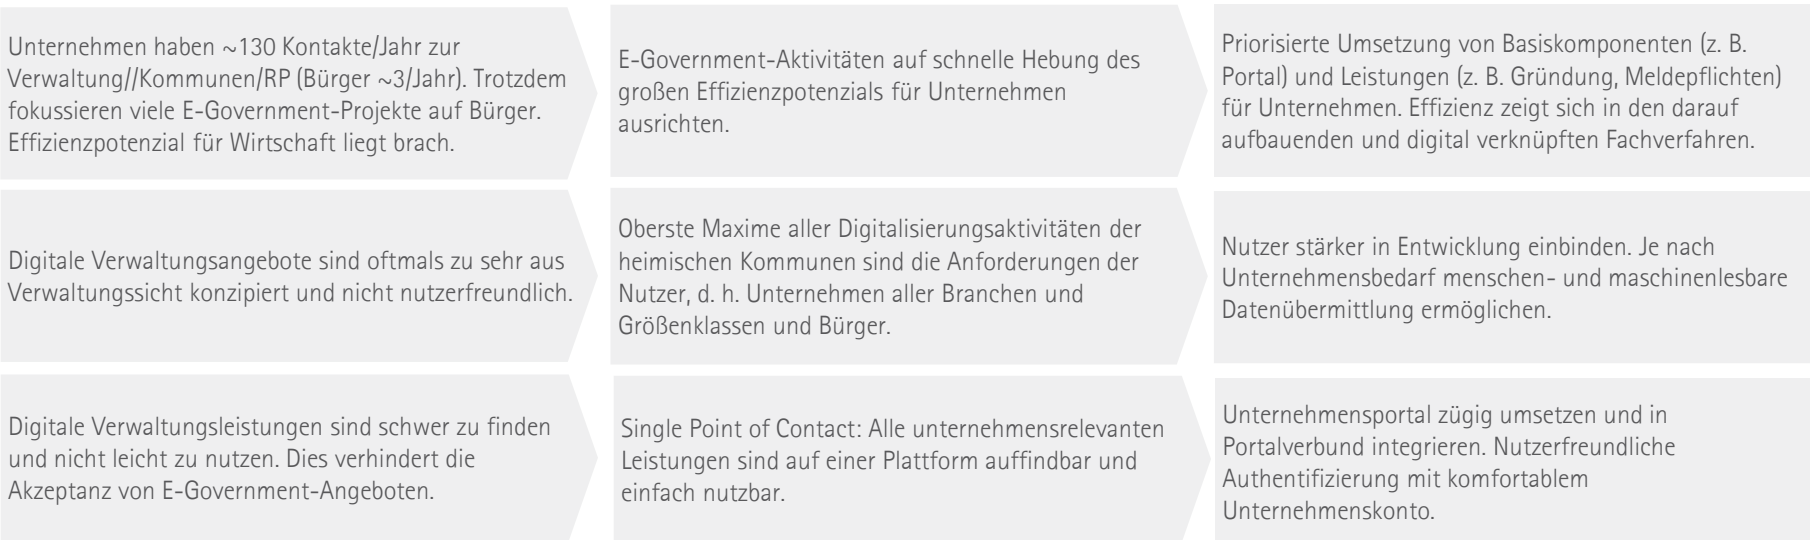 Unternehmen haben ~130 Kontakte/Jahr zur
Verwaltung//Kommunen/RP (Bürger ~3/Jahr). Trotzdem
fokussieren viele E-Government-Projekte auf Bürger.
Effizienzpotenzial für Wirtschaft liegt brach.
E-Government-Aktivitäten auf schnelle Hebung des
großen Effizienzpotenzials für Unternehmen
ausrichten.
Priorisierte Umsetzung von Basiskomponenten (z. B.
Portal) und Leistungen (z. B. Gründung, Meldepflichten)
für Unternehmen. Effizienz zeigt sich in den darauf
aufbauenden und digital verknüpften Fachverfahren.
Digitale Verwaltungsangebote sind oftmals zu sehr aus
Verwaltungssicht konzipiert und nicht nutzerfreundlich.
Oberste Maxime aller Digitalisierungsaktivitäten der
heimischen Kommunen sind die Anforderungen der
Nutzer, d. h. Unternehmen aller Branchen und
Größenklassen und Bürger.
Nutzer stärker in Entwicklung einbinden. Je nach
Unternehmensbedarf menschen- und maschinenlesbare
Datenübermittlung ermöglichen.
Digitale Verwaltungsleistungen sind schwer zu finden
und nicht leicht zu nutzen. Dies verhindert die
Akzeptanz von E-Government-Angeboten.
Single Point of Contact: Alle unternehmensrelevanten
Leistungen sind auf einer Plattform auffindbar und
einfach nutzbar.
Unternehmensportal zügig umsetzen und in
Portalverbund integrieren. Nutzerfreundliche
Authentifizierung mit komfortablem
Unternehmenskonto.